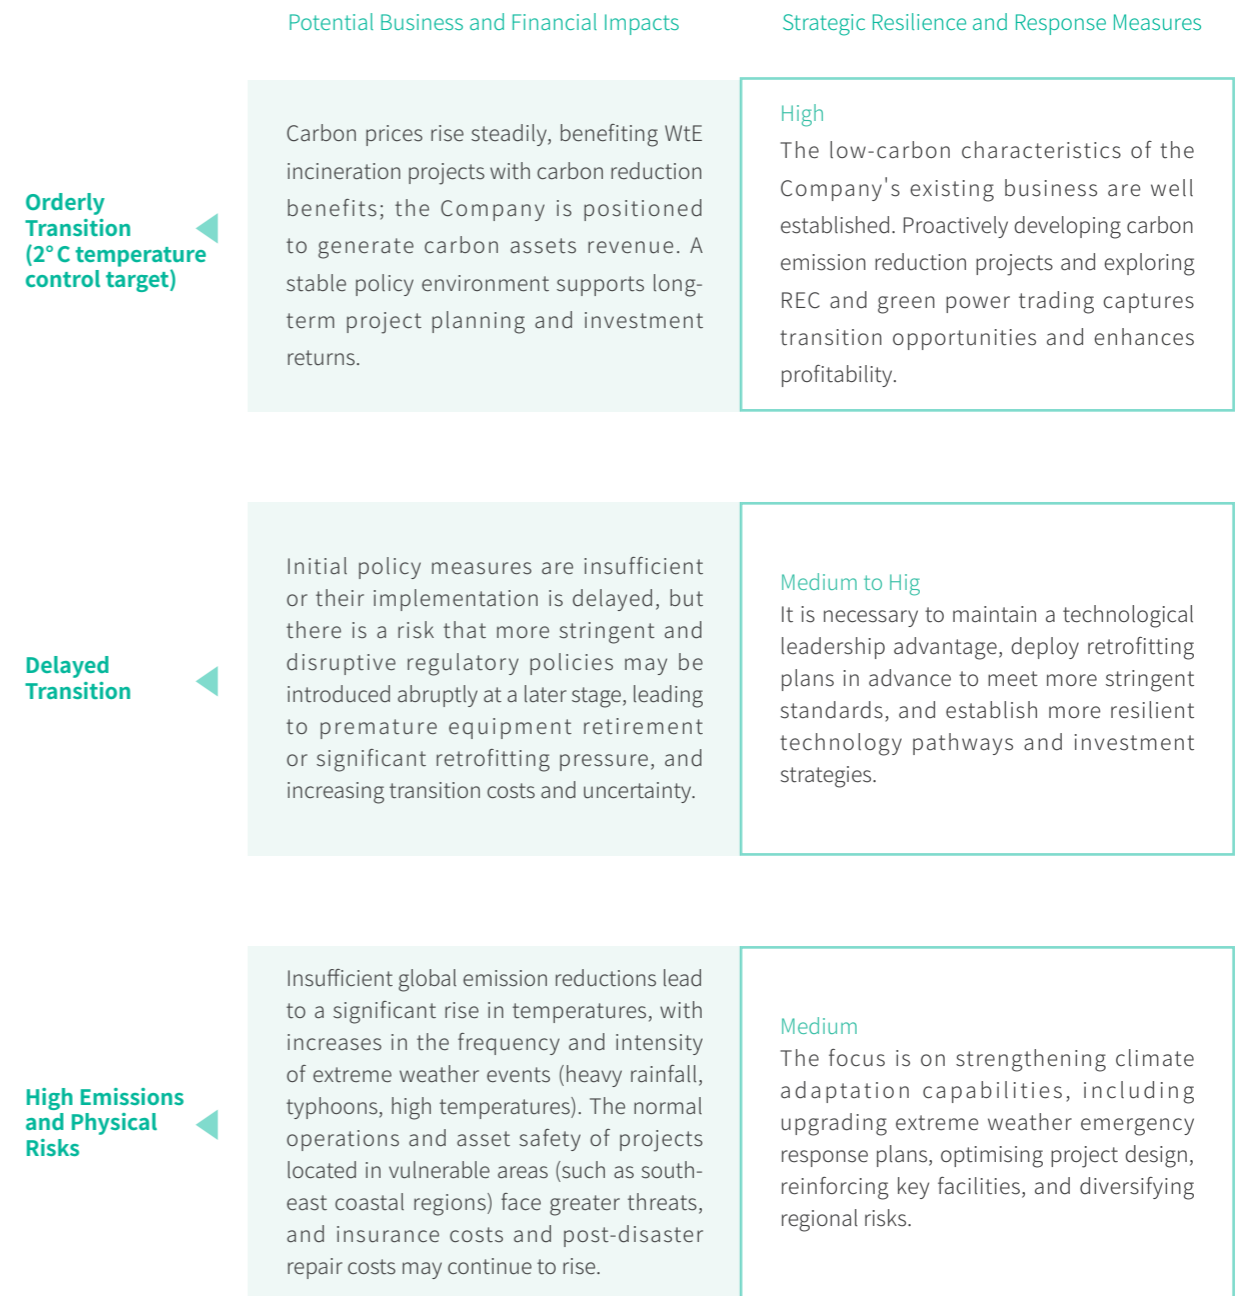 Potential Business and Financial Impacts
Strategic Resilience and Response Measures
Orderly
Transition
(2°C temperature
control target)
Carbon prices rise steadily, benefiting WtE
incineration projects with carbon reduction
benefits; the Company is positioned
to generate carbon assets revenue. A
stable policy environment supports long-
term project planning and investment
returns.
High
The low-carbon characteristics of the
Company's existing business are well
established. Proactively developing carbon
emission reduction projects and exploring
REC and green power trading captures
transition opportunities and enhances
profitability.
Delayed
Transition
Initial policy measures are insufficient
or their implementation is delayed, but
there is a risk that more stringent and
disruptive regulatory policies may be
introduced abruptly at a later stage, leading
to premature equipment retirement
or significant retrofitting pressure, and
increasing transition costs and uncertainty.
Medium to Hig
It is necessary to maintain a technological
leadership advantage, deploy retrofitting
plans in advance to meet more stringent
standards, and establish more resilient
technology pathways and investment
strategies.
High Emissions
and Physical
Risks
Insufficient global emission reductions lead
to a significant rise in temperatures, with
increases in the frequency and intensity
of extreme weather events (heavy rainfall,
typhoons, high temperatures). The normal
operations and asset safety of projects
located in vulnerable areas (such as south-
east coastal regions) face greater threats,
and insurance costs and post-disaster
repair costs may continue to rise.
Medium
The focus is on strengthening climate
adaptation capabilities, including
upgrading extreme weather emergency
response plans, optimising project design,
reinforcing key facilities, and diversifying
regional risks.